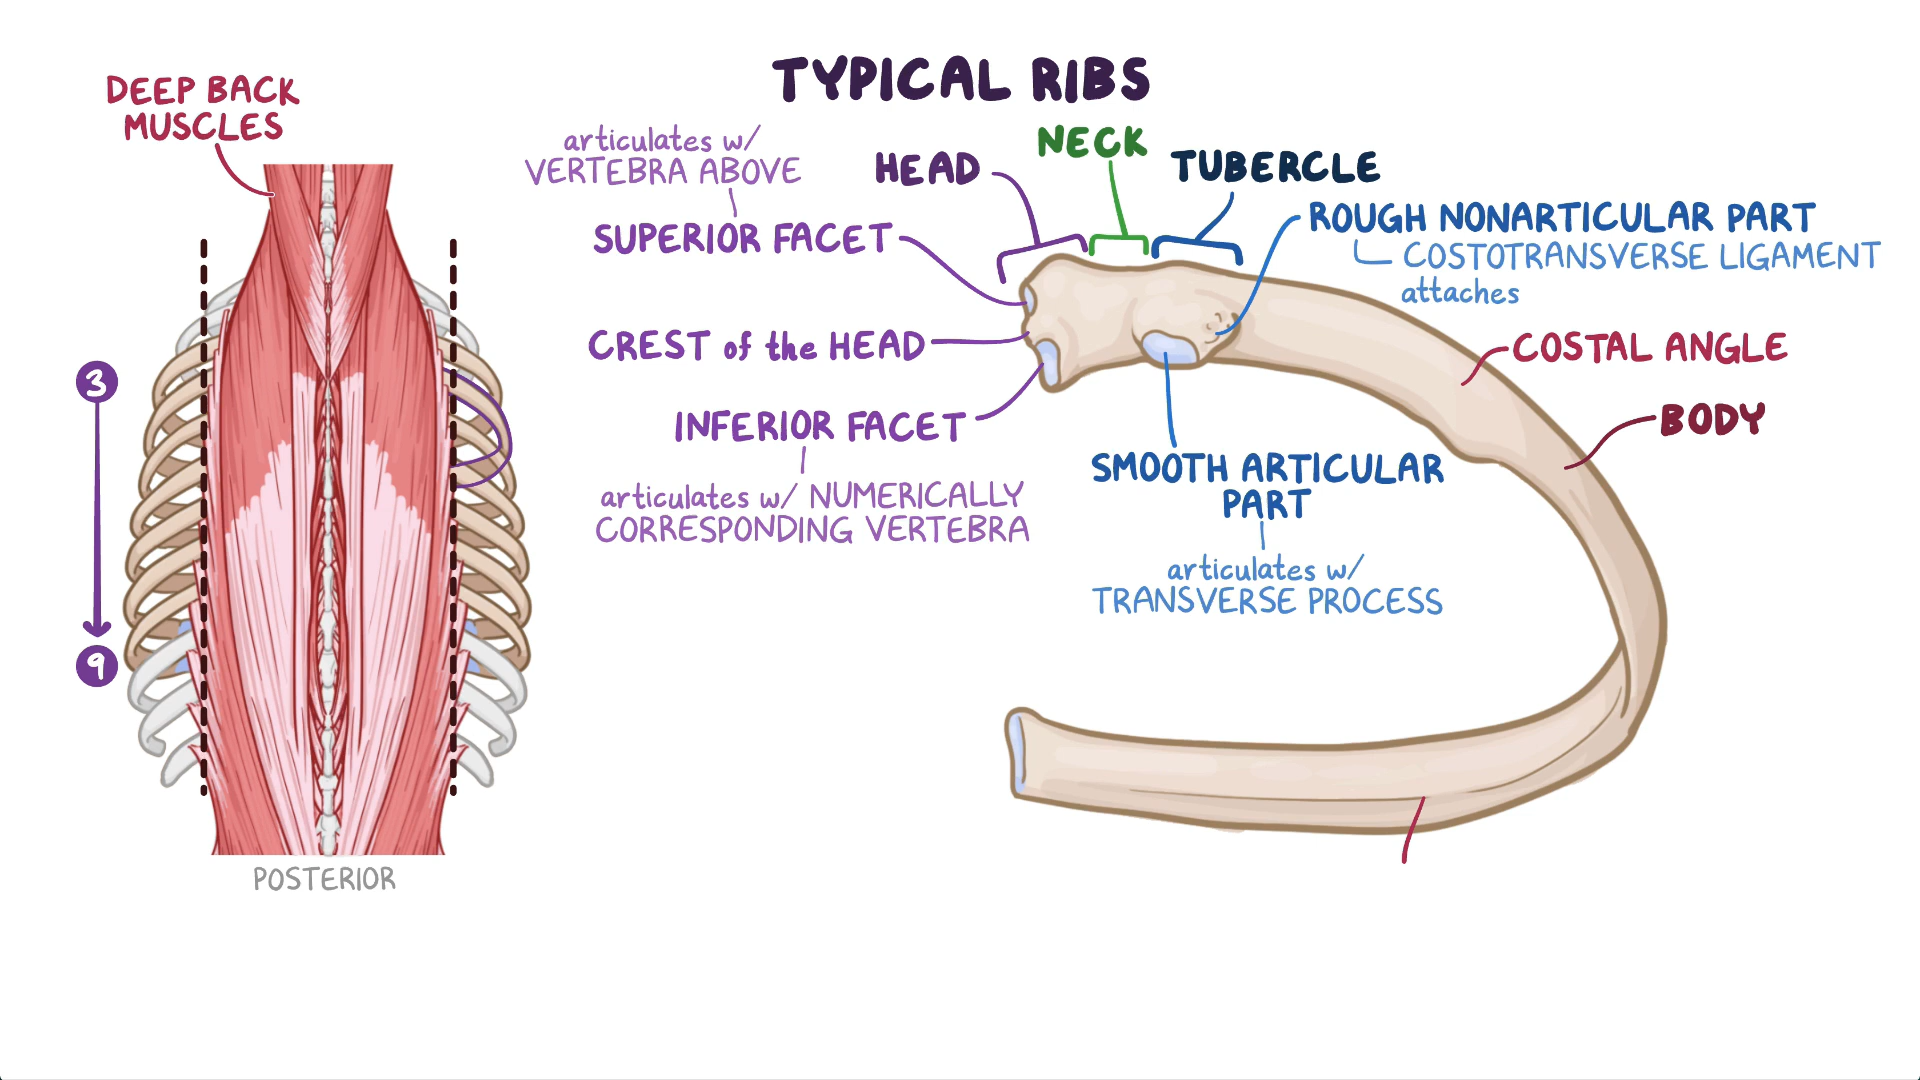 TYPICAL RIBS
DEEP BACK
MUSCLES
3
9
POSTERIOR
articulates w/
VERTEBRA ABOVE
SUPERIOR FACET
HEAD
NECK
TUBERCLE
ROUGH NONARTICULAR PART
COSTOTRANSVERSE LIGAMENT
attaches
CREST of the HEAD
COSTAL ANGLE
BODY
INFERIOR FACET
articulates w/ NUMERICALLY
CORRESPONDING VERTEBRA
SMOOTH ARTICULAR
PART
articulates w/
TRANSVERSE PROCESS